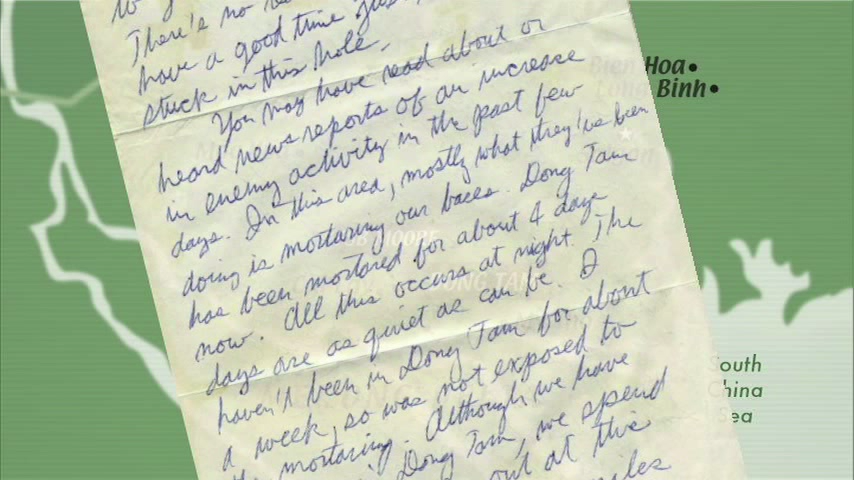 There's no
have a good time
stuck in this hole.
You may have read about or
heard news reports of an increase
in enemy activity in the past few
days. In this area, mostly what they've been
doing is mortaring our bases. Dong Tam
has been mortared for about 4 days
now. All this occurs at night. The
days are as quiet as can be. I
haven't been in Dong Tam for about
a week, so was not exposed to
the mortaring. Although we have
Dong Tam, we spend
out at this
miles
Bien Hoa
Long Binh
South
China
Sea